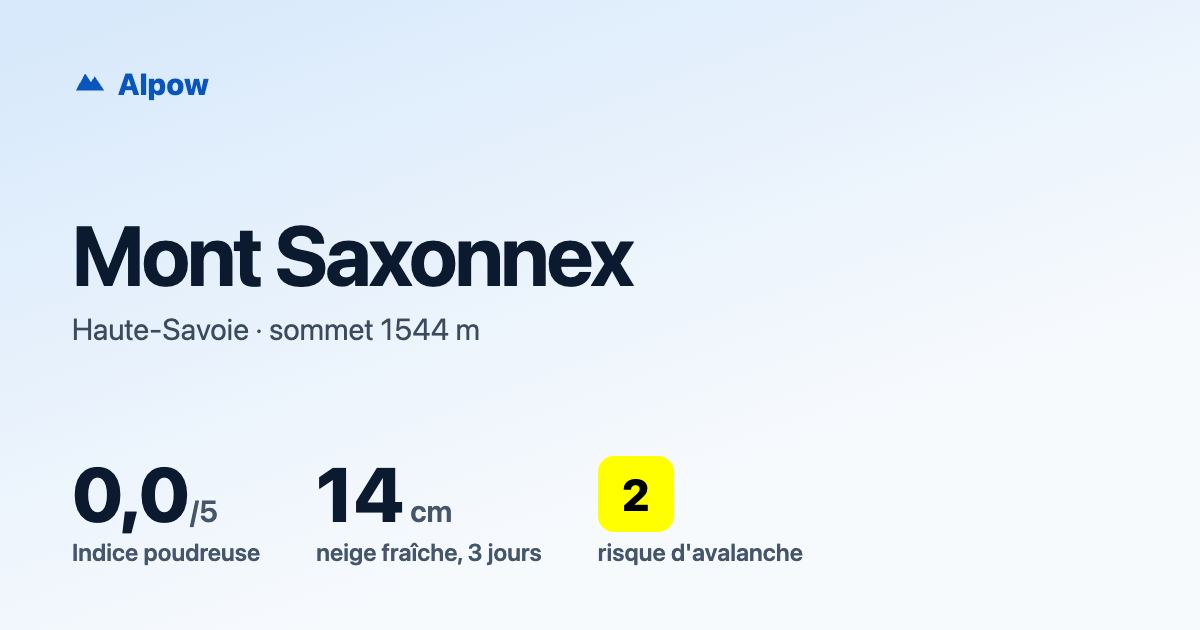 Alpow
Mont Saxonnex
Haute-Savoie · sommet 1544 m
0,0/5
Indice poudreuse
14 cm
neige fraîche, 3 jours
2
risque d'avalanche